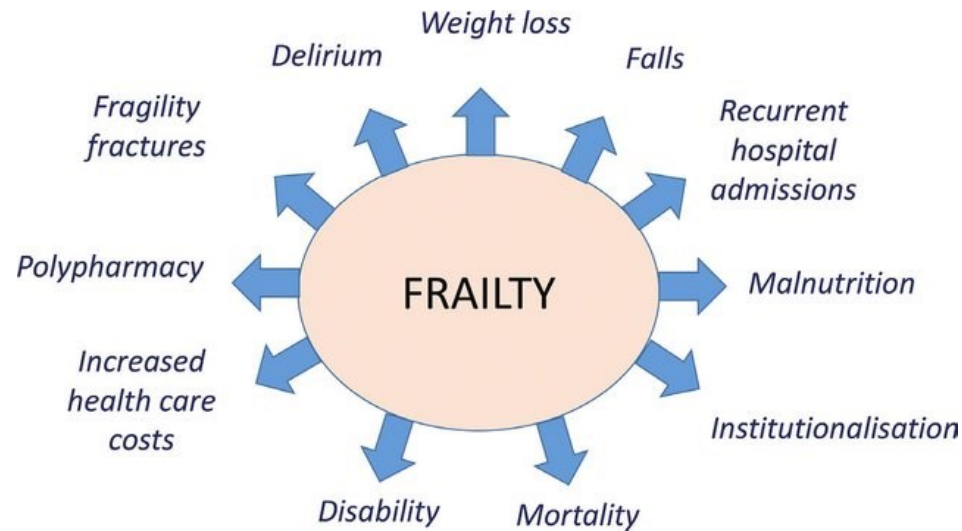 Weight loss
Delirium
Falls
Fragility
fractures
Recurrent
hospital
admissions
Polypharmacy
FRAILTY
Malnutrition
Increased
health care
costs
Institutionalisation
Disability
Mortality